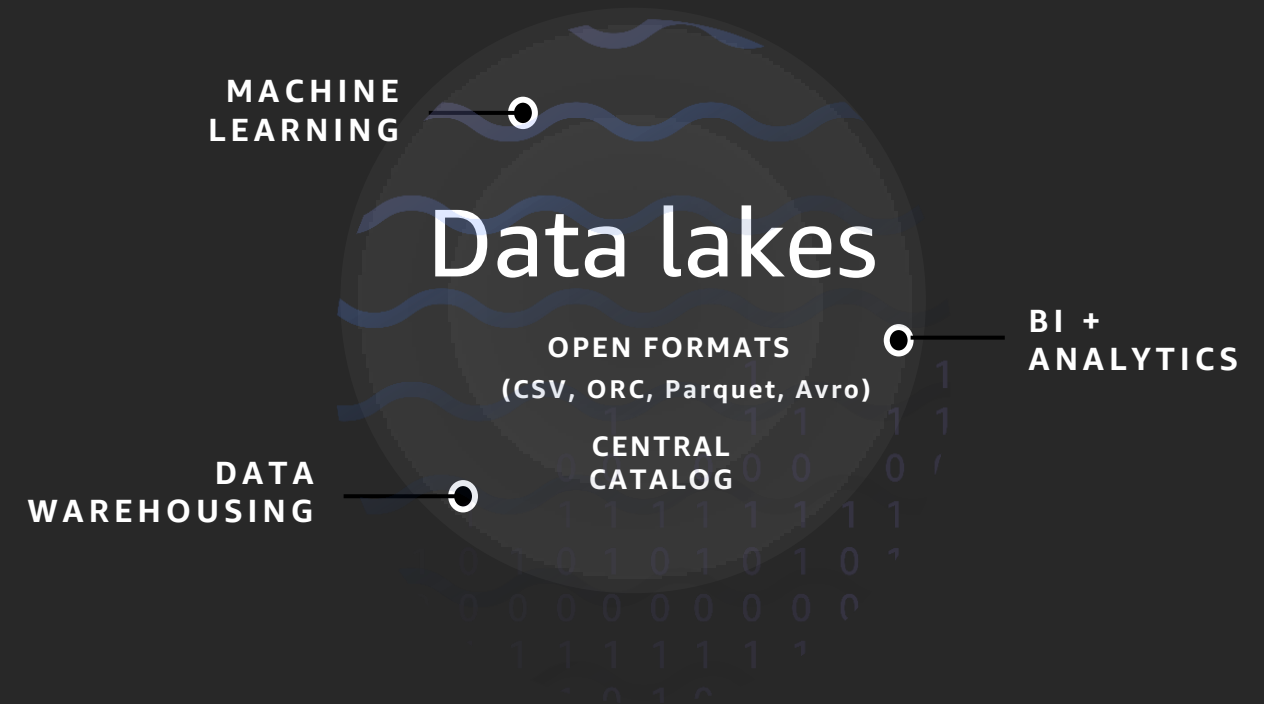 MACHINE
LEARNING
Data lakes
OPEN FORMATS
(CSV, ORC, Parquet, Avro)
CENTRAL
CATALOG
BI +
ANALYTICS
DATA
WAREHOUSING